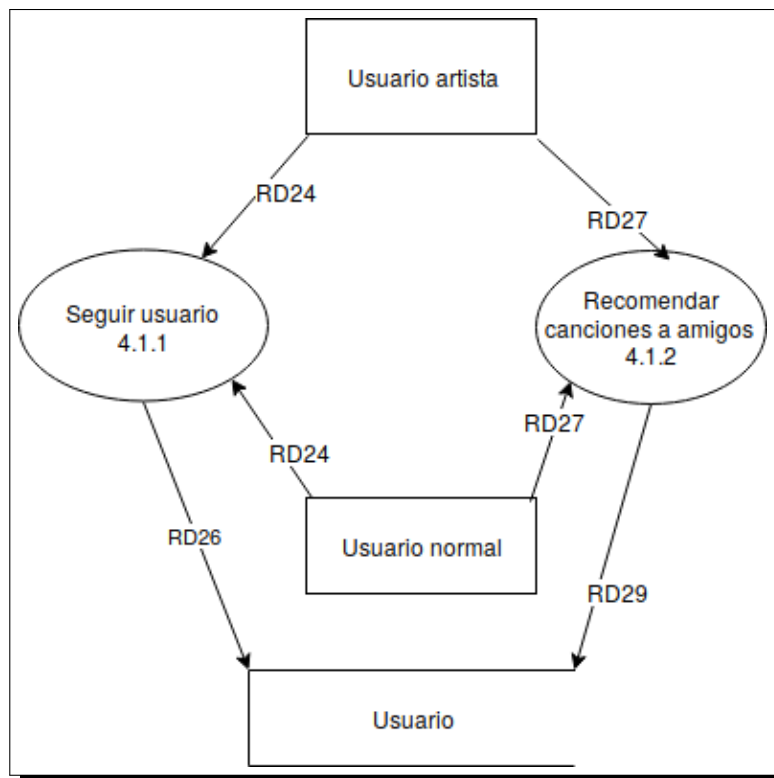 Usuario artista
RD24
RD27
Seguir usuario
4.1.1
Recomendar
canciones a amigos
4.1.2
RD24
RD27
RD26
Usuario normal
RD29
Usuario